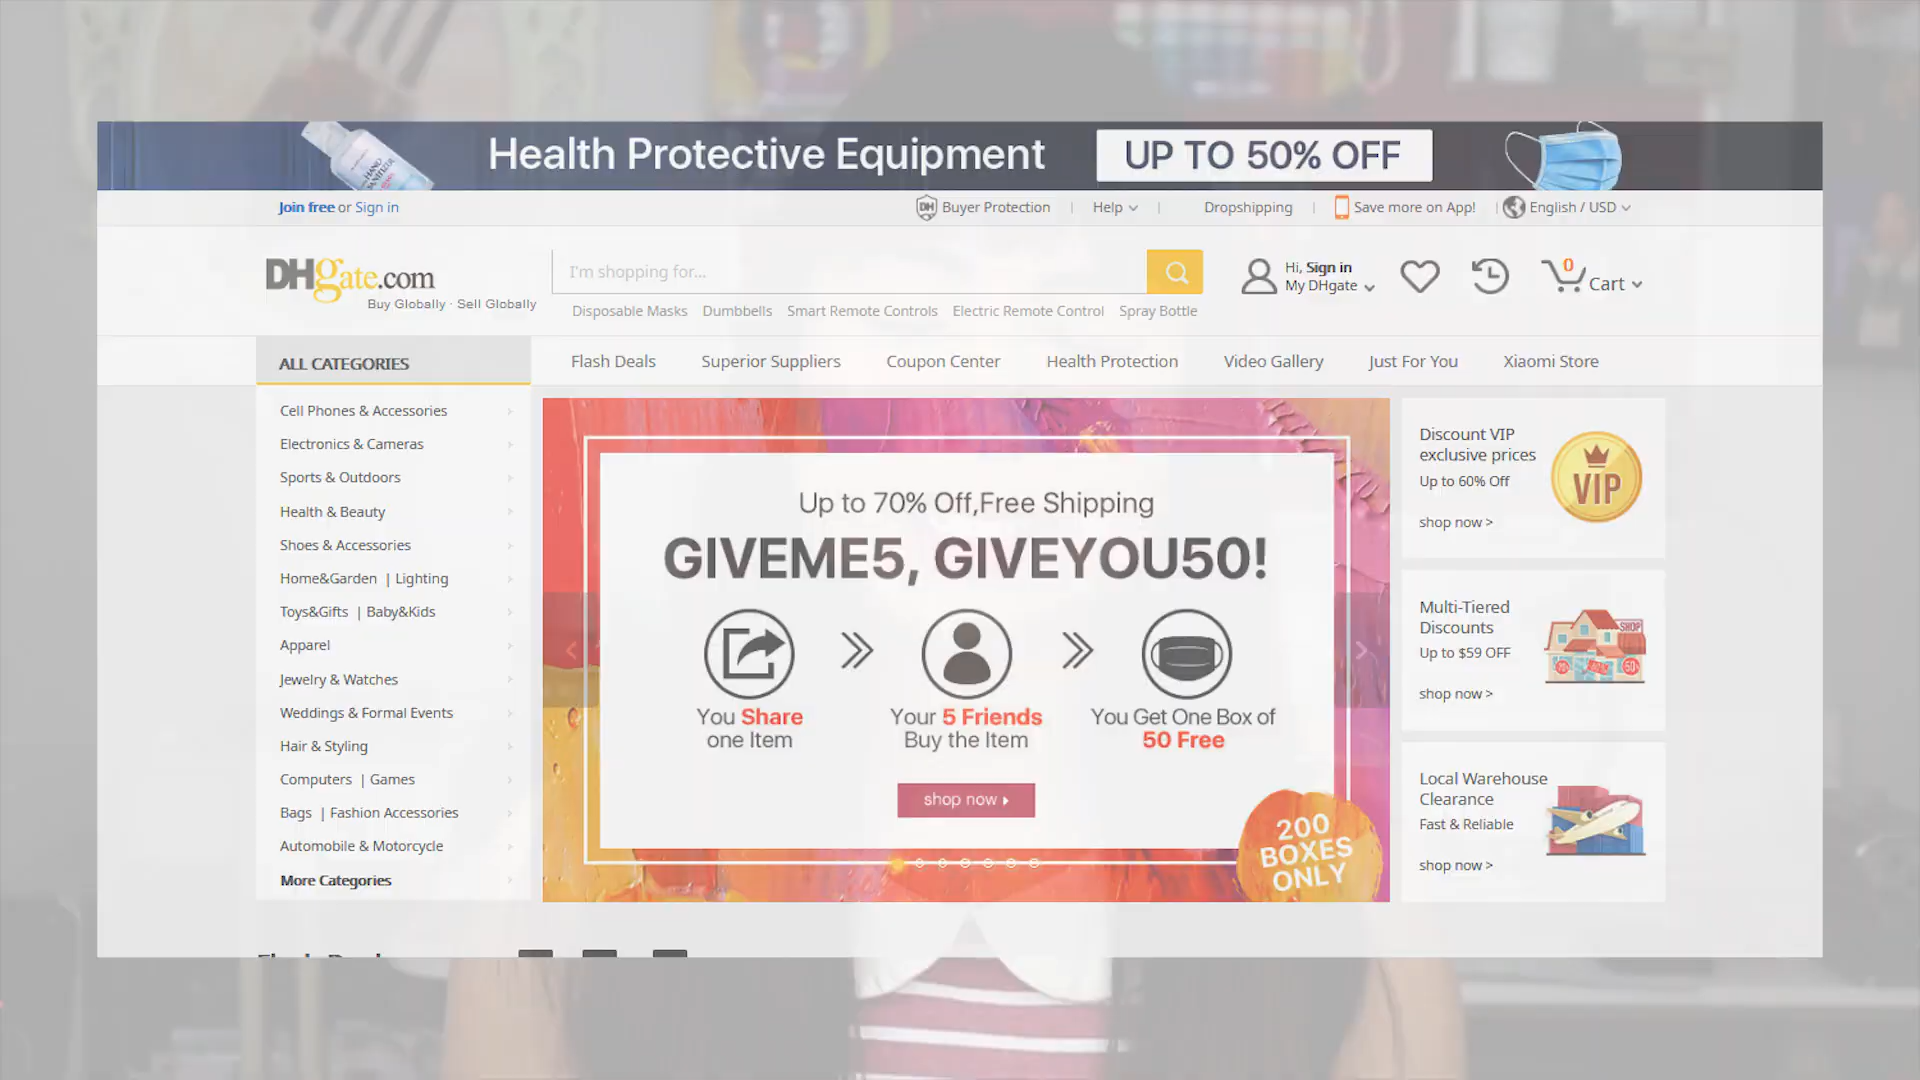 Health Protective Equipment UP TO 50% OFF
HAND
SANITIZER
Join free or Sign in Buyer Protection | Help | Dropshipping | Save more on App! | English / USD
DHgate.com
Buy Globally · Sell Globally
I'm shopping for...
Hi, Sign in
My DHgate
0
Cart
Disposable Masks Dumbbells Smart Remote Controls Electric Remote Control Spray Bottle
ALL CATEGORIES
Flash Deals Superior Suppliers Coupon Center Health Protection Video Gallery Just For You Xiaomi Store
Cell Phones & Accessories
Electronics & Cameras
Sports & Outdoors
Health & Beauty
Shoes & Accessories
Home&Garden | Lighting
Toys&Gifts | Baby&Kids
Apparel
Jewelry & Watches
Weddings & Formal Events
Hair & Styling
Computers | Games
Bags | Fashion Accessories
Automobile & Motorcycle
More Categories
Up to 70% Off,Free Shipping
GIVEME5, GIVEYOU50!
You Share
one Item
Your 5 Friends
Buy the Item
You Get One Box of
50 Free
shop now
200
BOXES
ONLY
Discount VIP
exclusive prices
Up to 60% Off
shop now >
VIP
Multi-Tiered
Discounts
Up to $59 OFF
shop now >
SHOP
Local Warehouse
Clearance
Fast & Reliable
shop now >